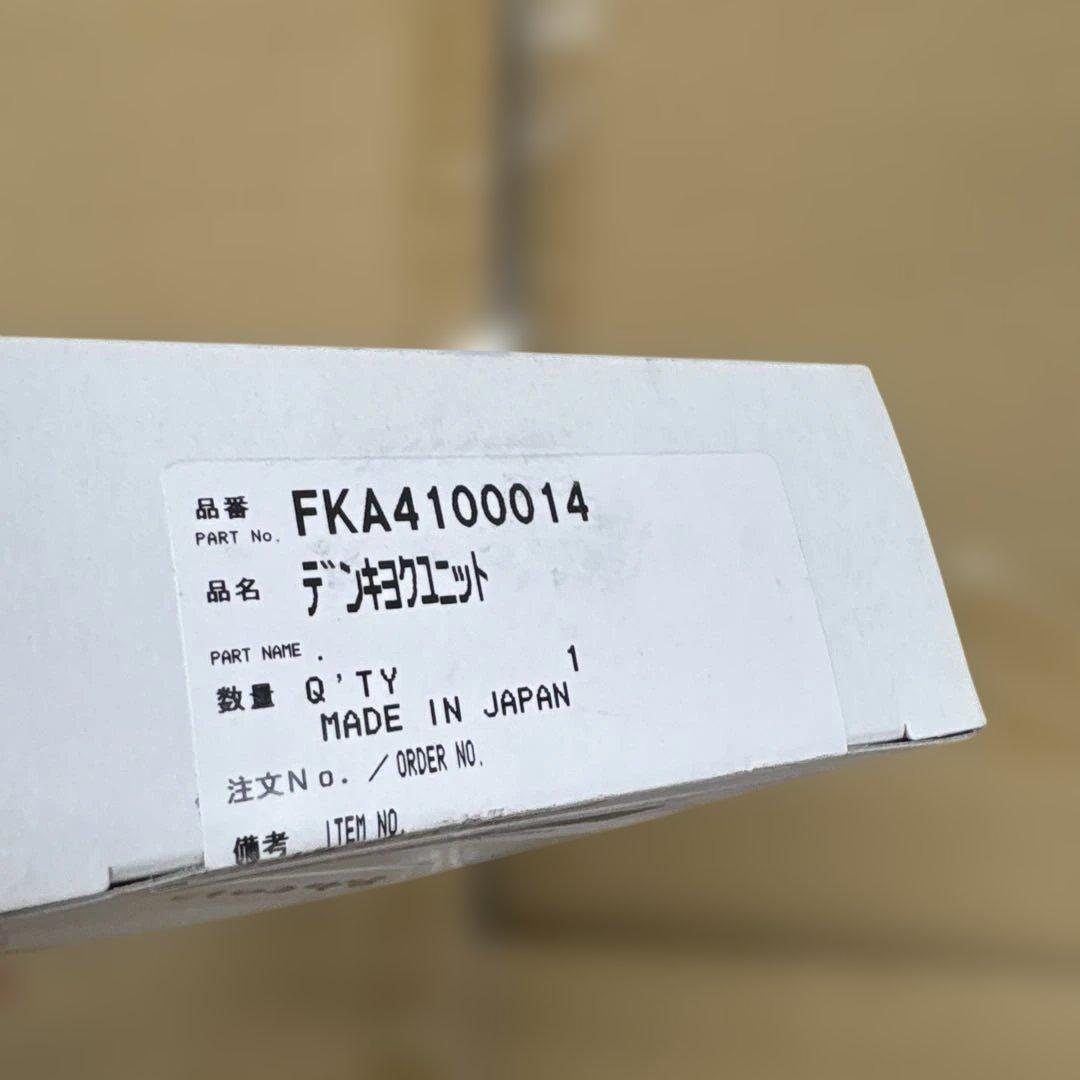 品番 FKA4100014
PART No.
品名 デンキヨクユニット
PART NAME .
数量 Q'TY 1
MADE IN JAPAN
注文No. / ORDER NO.
備考 ITEM NO.